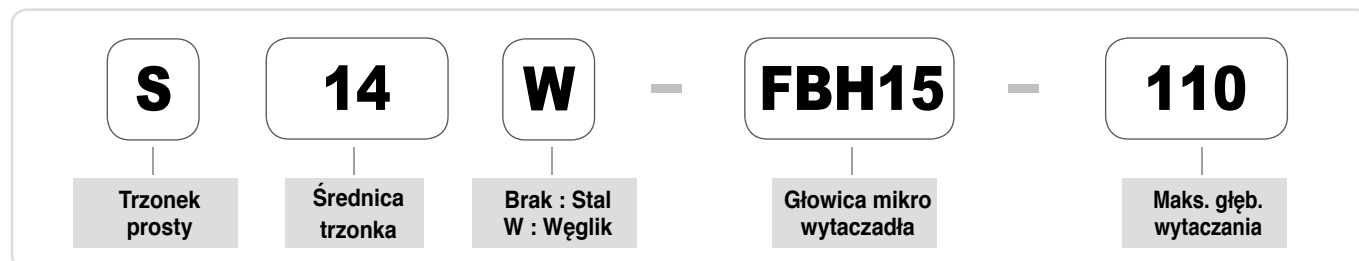 S 14 W - FBH15 - 110
Trzonek
prosty
Średnica
trzonka
Brak : Stal
W : Węglik
Głowica mikro
wytaczadła
Maks. głęb.
wytaczania